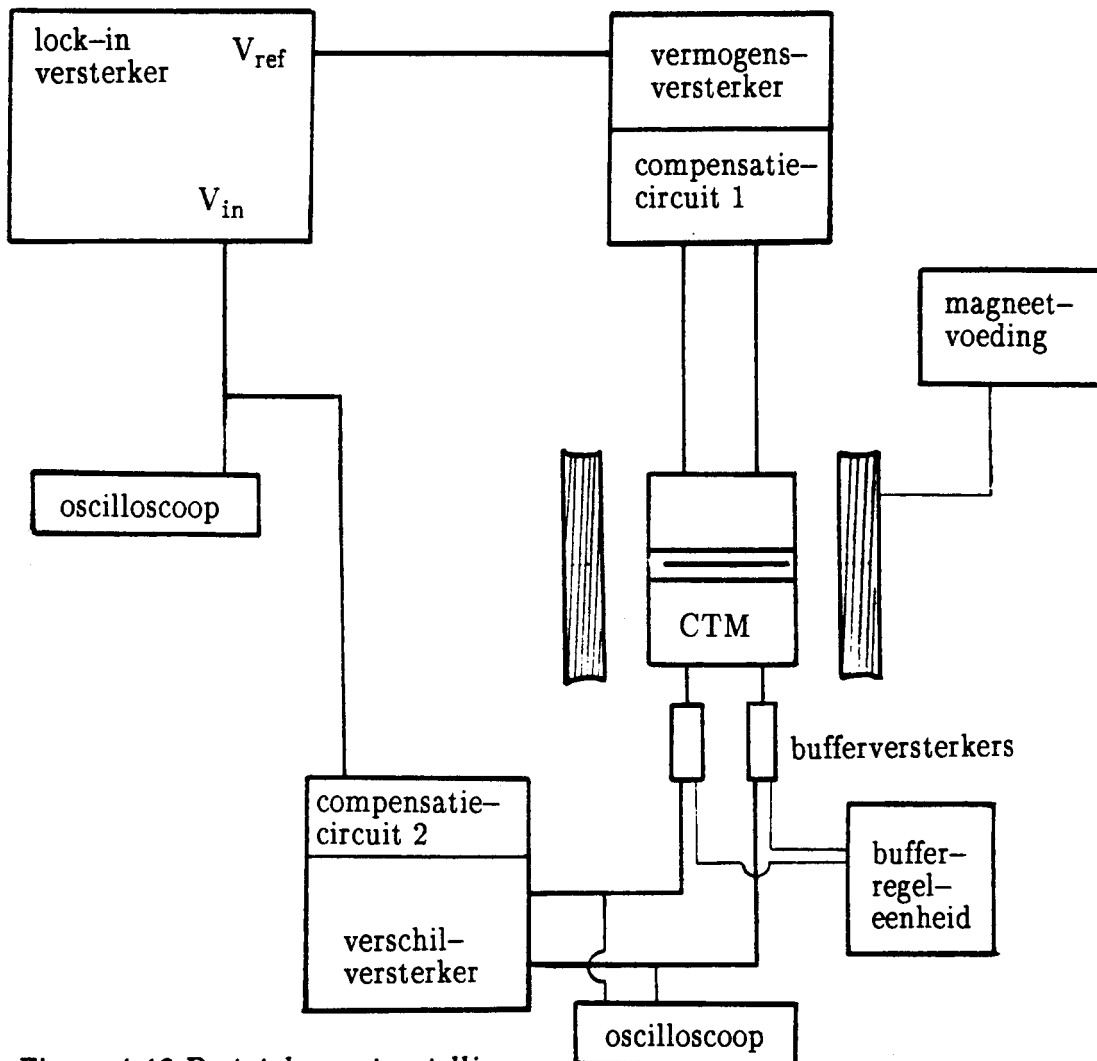 lock–in
versterker
V_ref
V_in
vermogens-
versterker
compensatie–
circuit 1
magneet–
voeding
oscilloscoop
CTM
bufferversterkers
compensatie–
circuit 2
verschil–
versterker
buffer–
regel–
eenheid
oscilloscoop